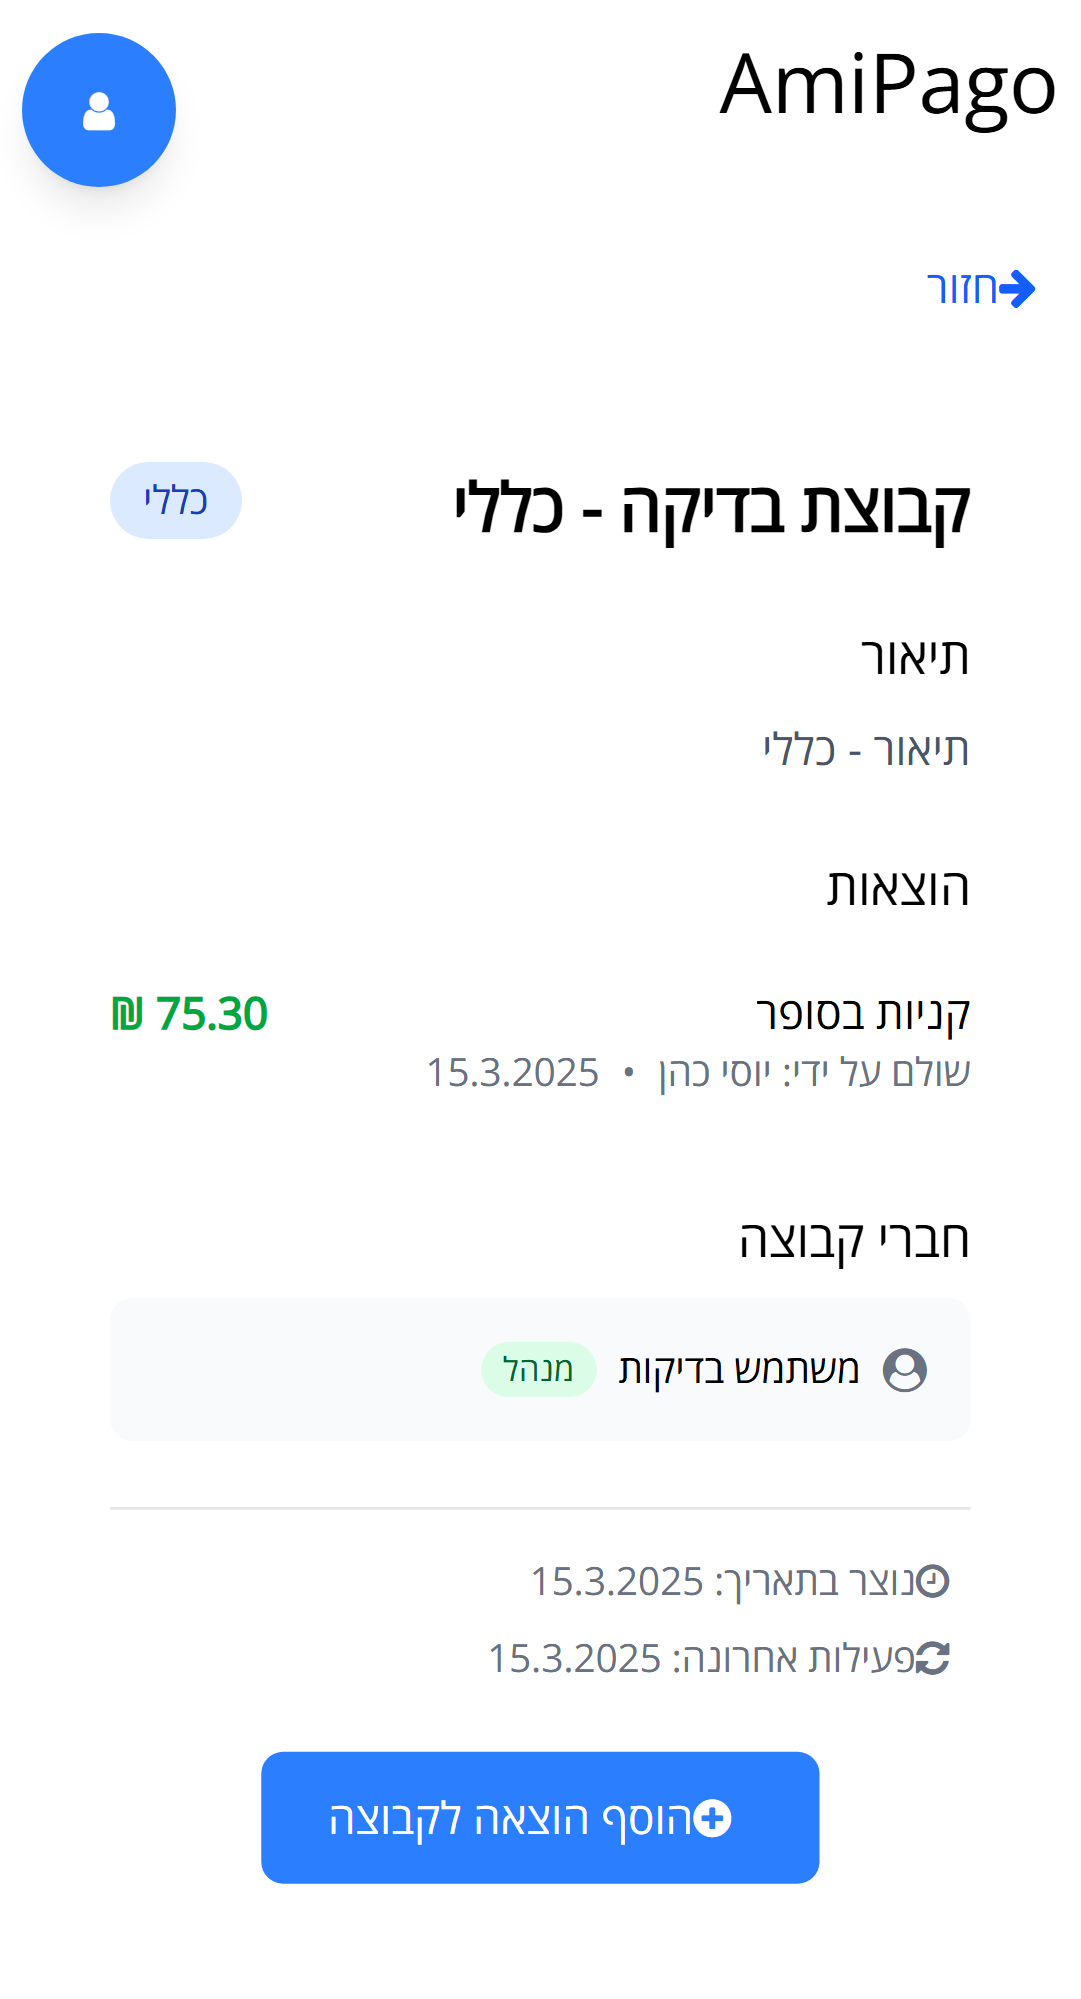 AmiPago
חזור
קבוצת בדיקה - כללי
כללי
תיאור
תיאור - כללי
הוצאות
קניות בסופר
75.30 ₪
שולם על ידי: יוסי כהן • 15.3.2025
חברי קבוצה
משתמש בדיקות מנהל
נוצר בתאריך: 15.3.2025
פעילות אחרונה: 15.3.2025
הוסף הוצאה לקבוצה